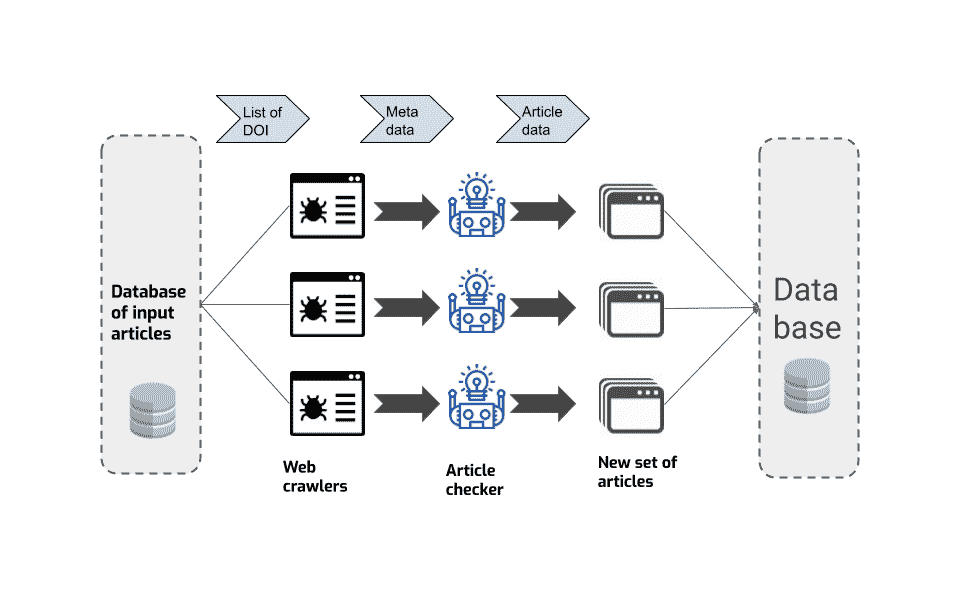 List of
DOI
Meta
data
Article
data
Database
of input
articles
Data
base
Web
crawlers
Article
checker
New set of
articles